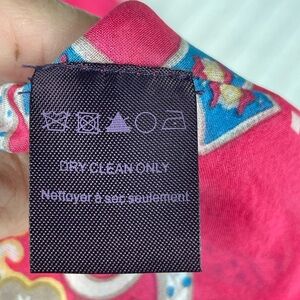 DRY CLEAN ONLY
Nettoyer à sec seulement